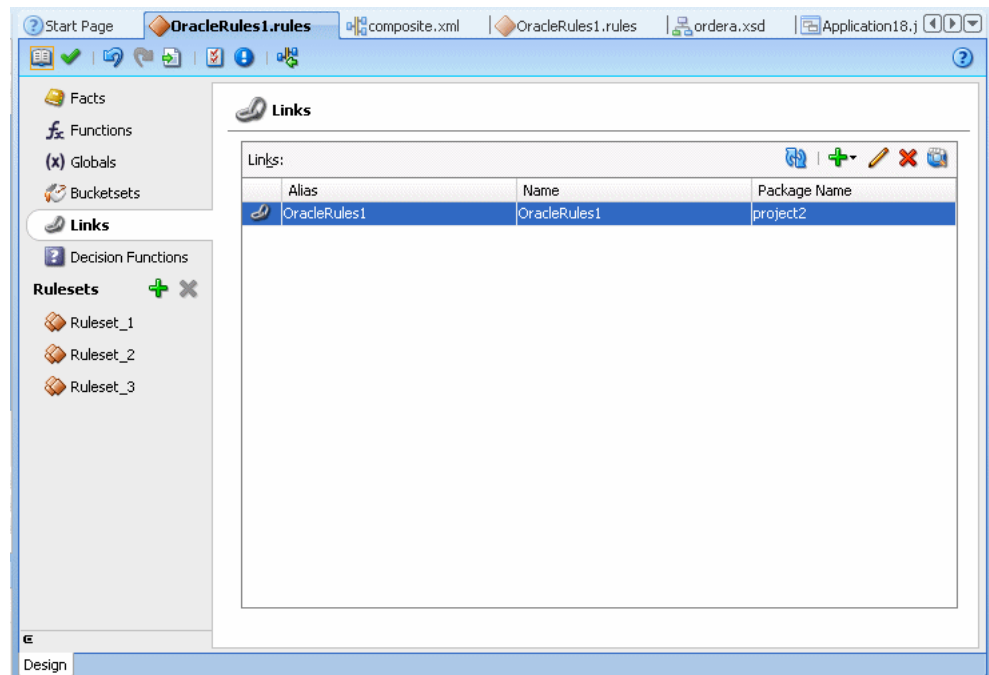 Start Page OracleRules1.rules composite.xml OracleRules1.rules ordera.xsd Application18.j
Facts
Functions
Globals
Bucketsets
Links
Decision Functions
Rulesets
Ruleset_1
Ruleset_2
Ruleset_3
Links
Links:
Alias Name Package Name
OracleRules1 OracleRules1 project2
Design